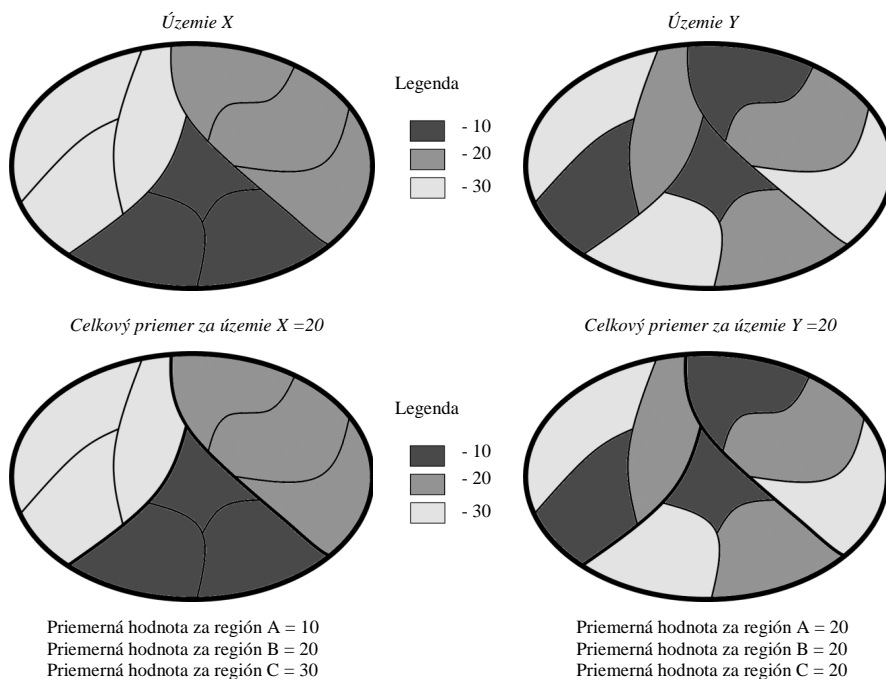 Územie X
Územie Y
Legenda
- 10
- 20
- 30
Celkový priemer za územie X =20
Celkový priemer za územie Y =20
Legenda
- 10
- 20
- 30
Priemerná hodnota za región A = 10
Priemerná hodnota za región B = 20
Priemerná hodnota za región C = 30
Priemerná hodnota za región A = 20
Priemerná hodnota za región B = 20
Priemerná hodnota za región C = 20